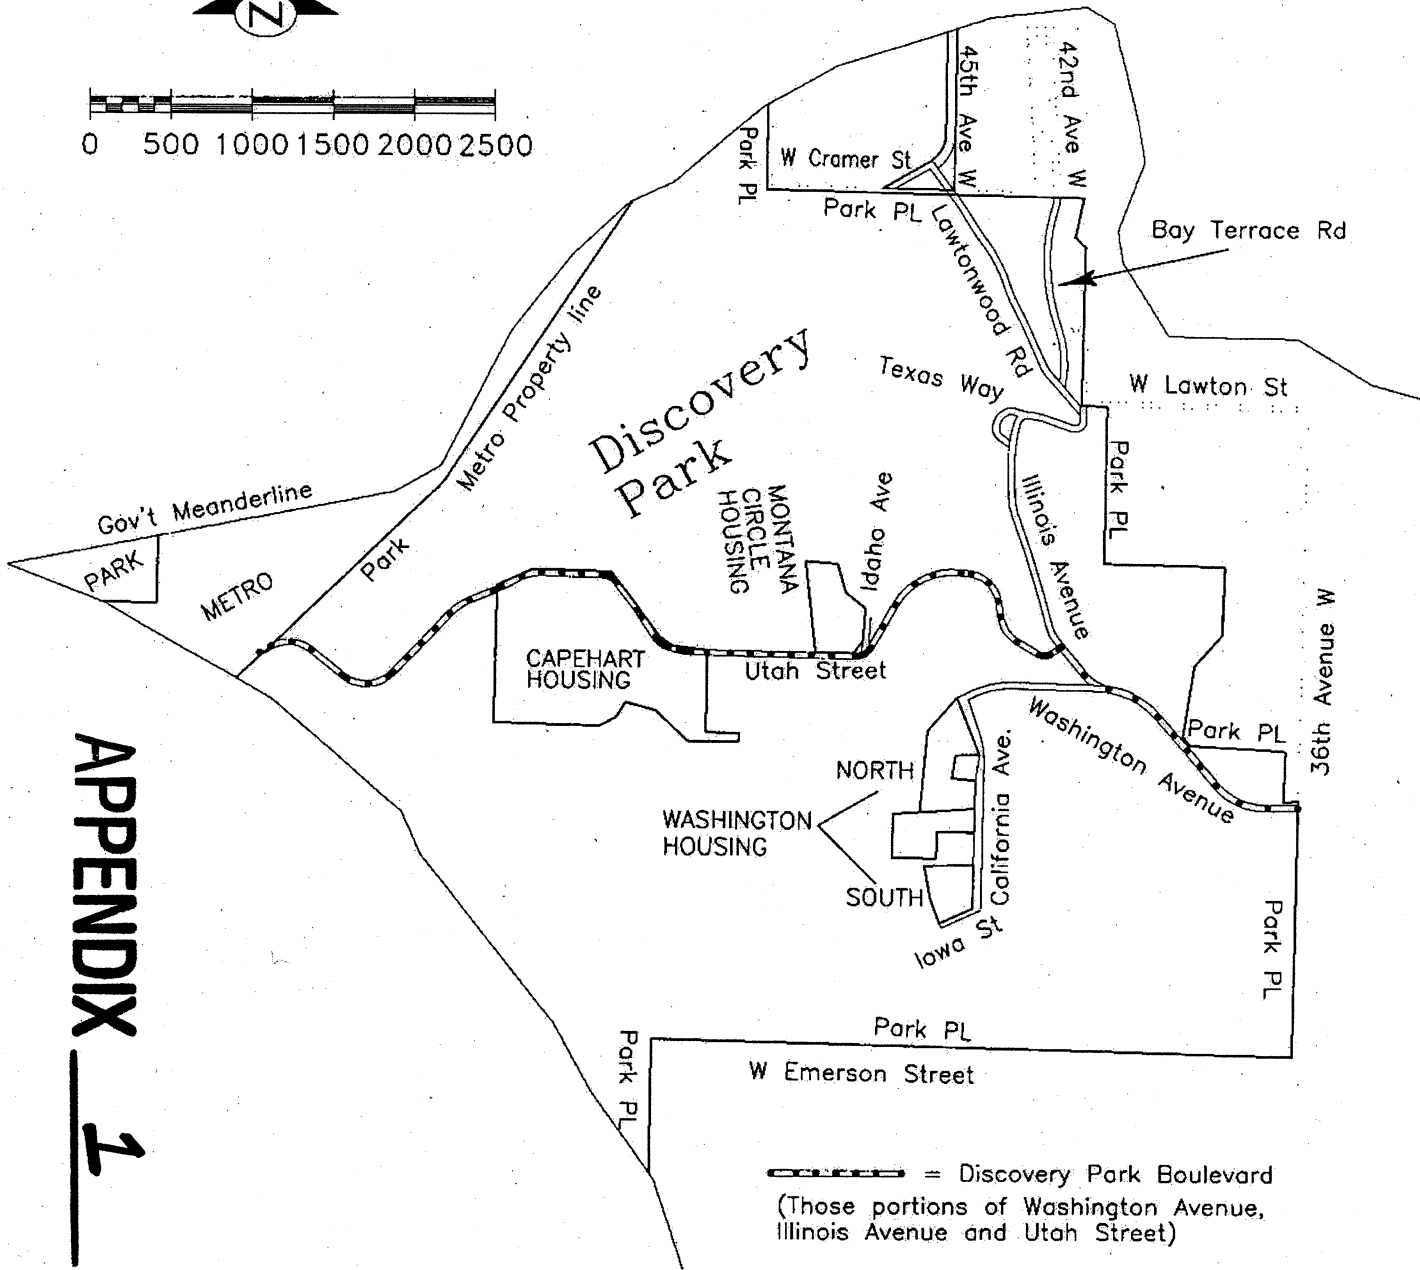 N
0 500 1000 1500 2000 2500
45th Ave W
42nd Ave W
Park PL
W Cramer St
Park PL
Lawtonwood Rd
Bay Terrace Rd
Metro Property line
Park
Discovery
Park
Texas Way
W Lawton St
Park PL
Illinois Avenue
Gov't Meanderline
PARK
METRO
MONTANA
CIRCLE
HOUSING
Idaho Ave
CAPEHART
HOUSING
Utah Street
36th Avenue W
Washington Avenue
Park PL
NORTH
WASHINGTON
HOUSING
SOUTH
California Ave.
Iowa St
Park PL
Park PL
W Emerson Street
Park PL
APPENDIX 1
= Discovery Park Boulevard
(Those portions of Washington Avenue,
Illinois Avenue and Utah Street)